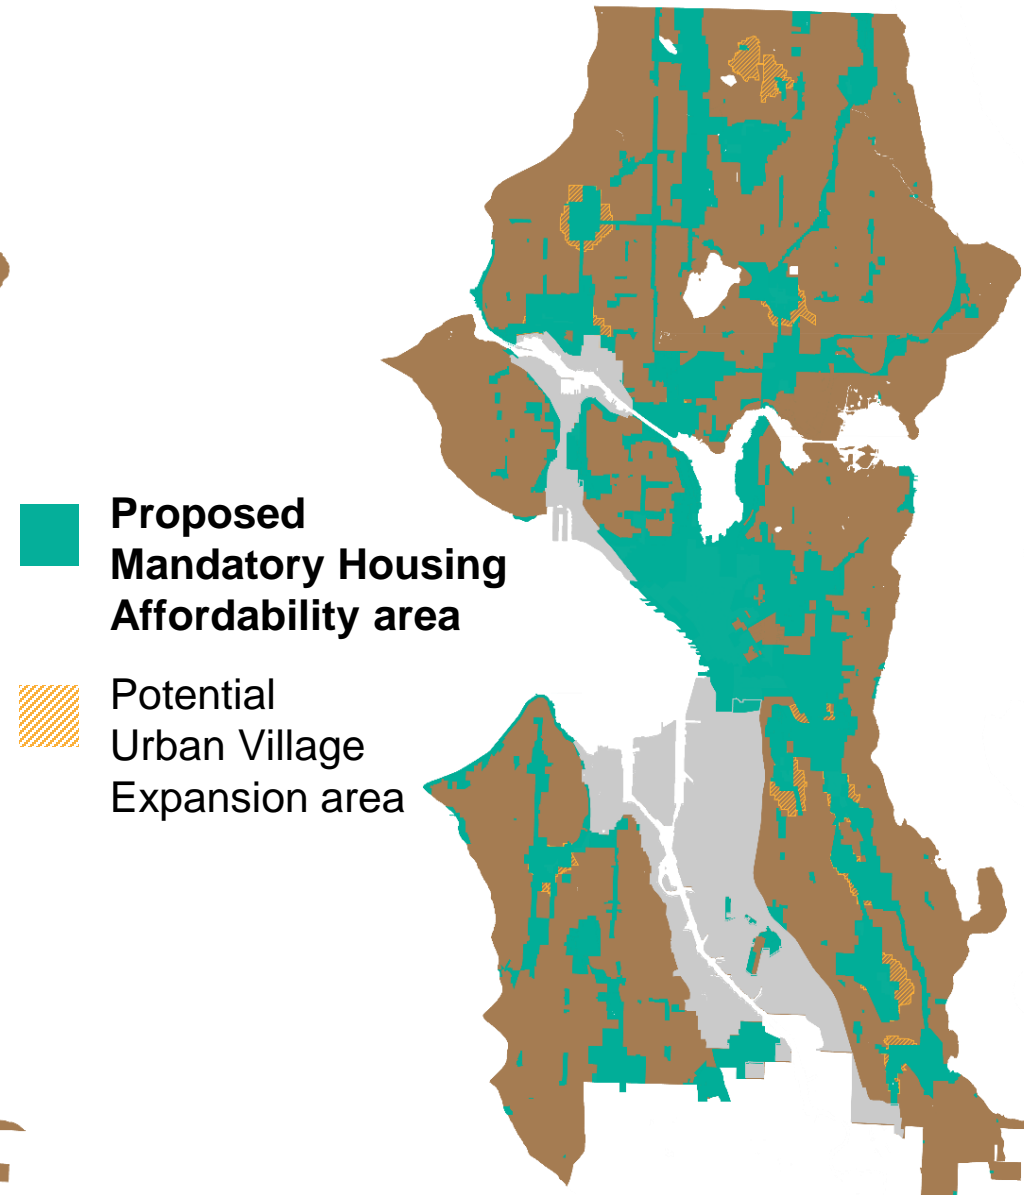 Proposed
Mandatory Housing
Affordability area
Potential
Urban Village
Expansion area